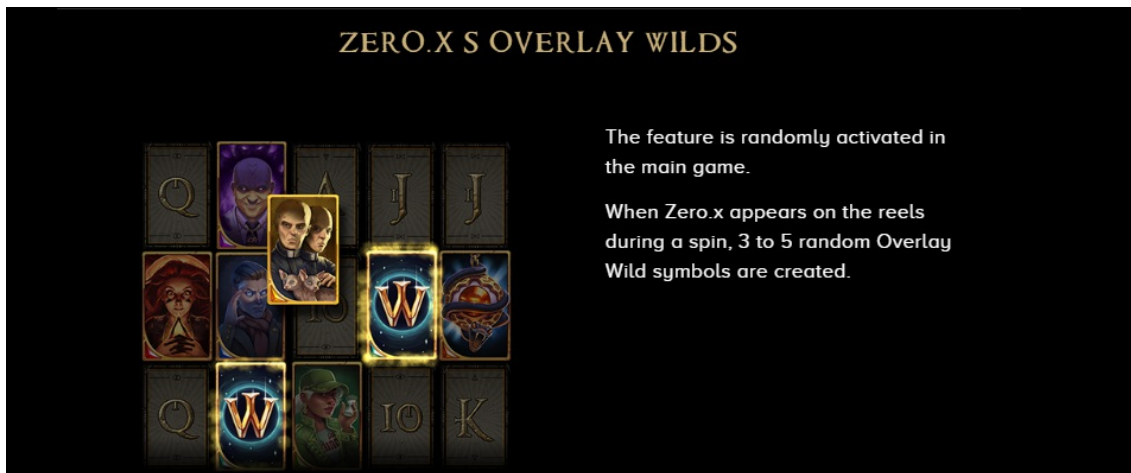 ZERO.X S OVERLAY WILDS
The feature is randomly activated in
the main game.
When Zero.x appears on the reels
during a spin, 3 to 5 random Overlay
Wild symbols are created.
Q A J J
10 W
Q W 10 K